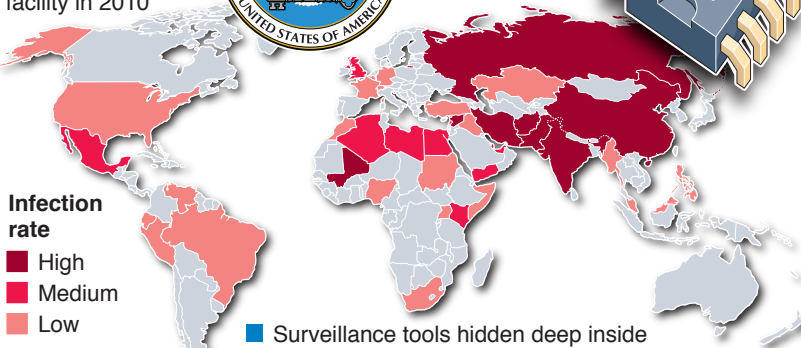 facility in 2010
UNITED STATES OF AMERICA
Infection
rate
High
Medium
Low
Surveillance tools hidden deep inside